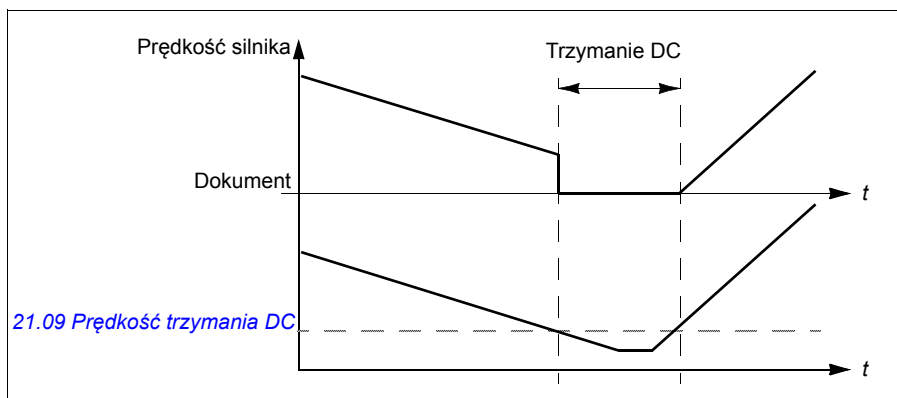 Prędkość silnika
Trzymanie DC
Dokument
t
21.09 Prędkość trzymania DC
t